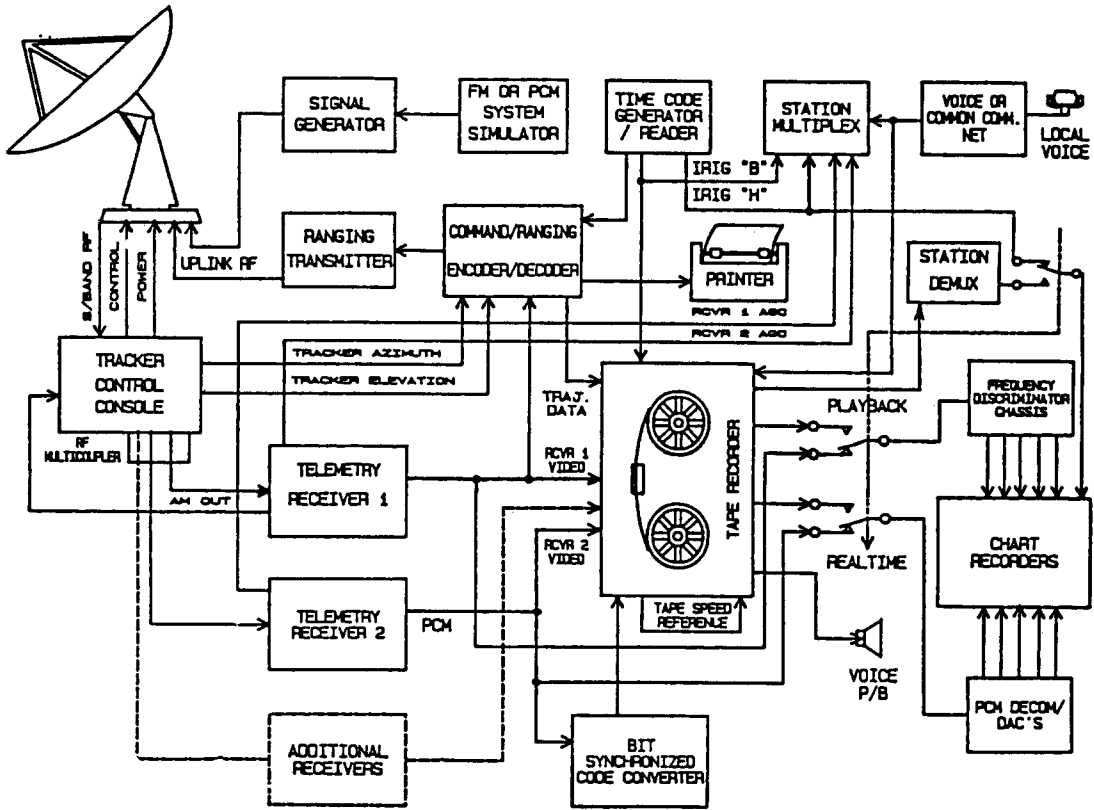 SIGNAL
GENERATOR
FM OR PCM
SYSTEM
SIMULATOR
TIME CODE
GENERATOR
/ READER
STATION
MULTIPLEX
VOICE OR
COMMON COMM.
NET
LOCAL
VOICE
IRIG "B"
IRIG "H"
S/BAND RF
CONTROL
POWER
UPLINK RF
RANGING
TRANSMITTER
COMMAND/RANGING
ENCODER/DECODER
PRINTER
STATION
DEMUX
RCVR 1 AGC
RCVR 2 AGC
TRACKER
CONTROL
CONSOLE
TRACKER AZIMUTH
TRACKER ELEVATION
TRAJ.
DATA
PLAYBACK
FREQUENCY
DISCRIMINATOR
CHASSIS
RF
MULTICOUPLER
AM OUT
TELEMETRY
RECEIVER 1
RCVR 1
VIDEO
TAPE RECORDER
RCVR 2
VIDEO
REALTIME
CHART
RECORDERS
TELEMETRY
RECEIVER 2
PCM
TAPE SPEED
REFERENCE
VOICE
P/B
PCM DECOM/
DAC'S
ADDITIONAL
RECEIVERS
BIT
SYNCHRONIZED
CODE CONVERTER